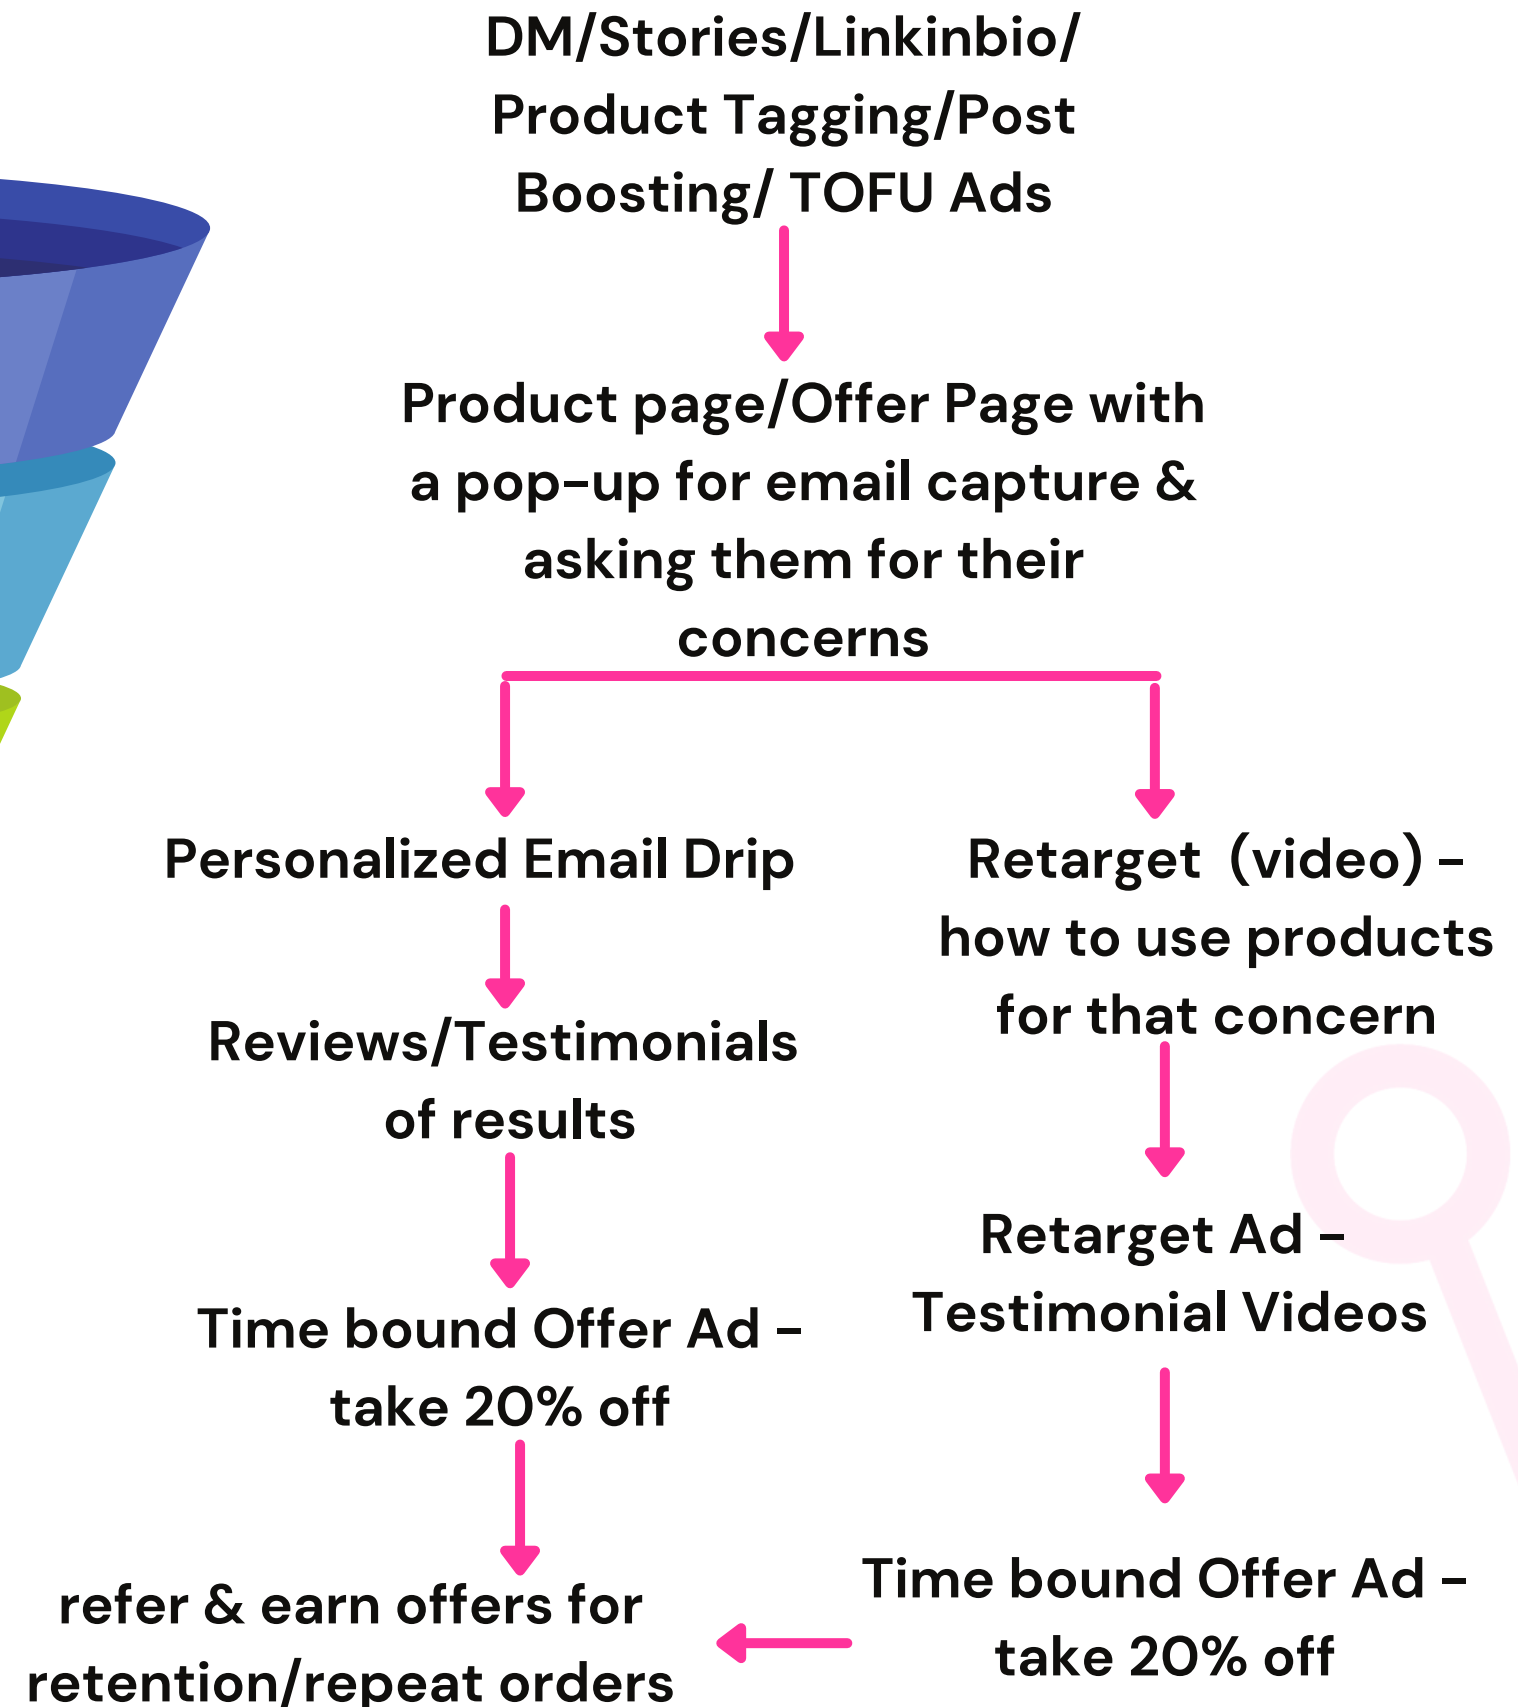 DM/Stories/Linkinbio/
Product Tagging/Post
Boosting/ TOFU Ads
Product page/Offer Page with
a pop-up for email capture &
asking them for their
concerns
Personalized Email Drip
Reviews/Testimonials
of results
Time bound Offer Ad -
take 20% off
refer & earn offers for
retention/repeat orders
Retarget (video) -
how to use products
for that concern
Retarget Ad -
Testimonial Videos
Time bound Offer Ad -
take 20% off